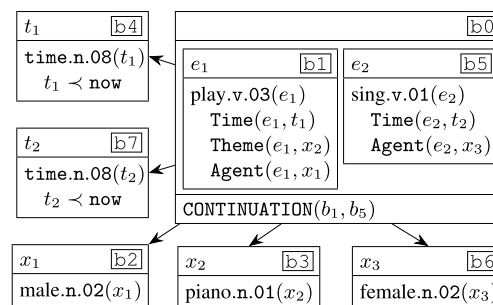 t₁ b4
time.n.08(t₁)
t₁ ≺ now
b0
e₁ b1
play.v.03(e₁)
Time(e₁, t₁)
Theme(e₁, x₂)
Agent(e₁, x₁)
e₂ b5
sing.v.01(e₂)
Time(e₂, t₂)
Agent(e₂, x₃)
t₂ b7
time.n.08(t₂)
t₂ ≺ now
CONTINUATION(b₁, b₅)
x₁ b2
male.n.02(x₁)
x₂ b3
piano.n.01(x₂)
x₃ b6
female.n.02(x₃)